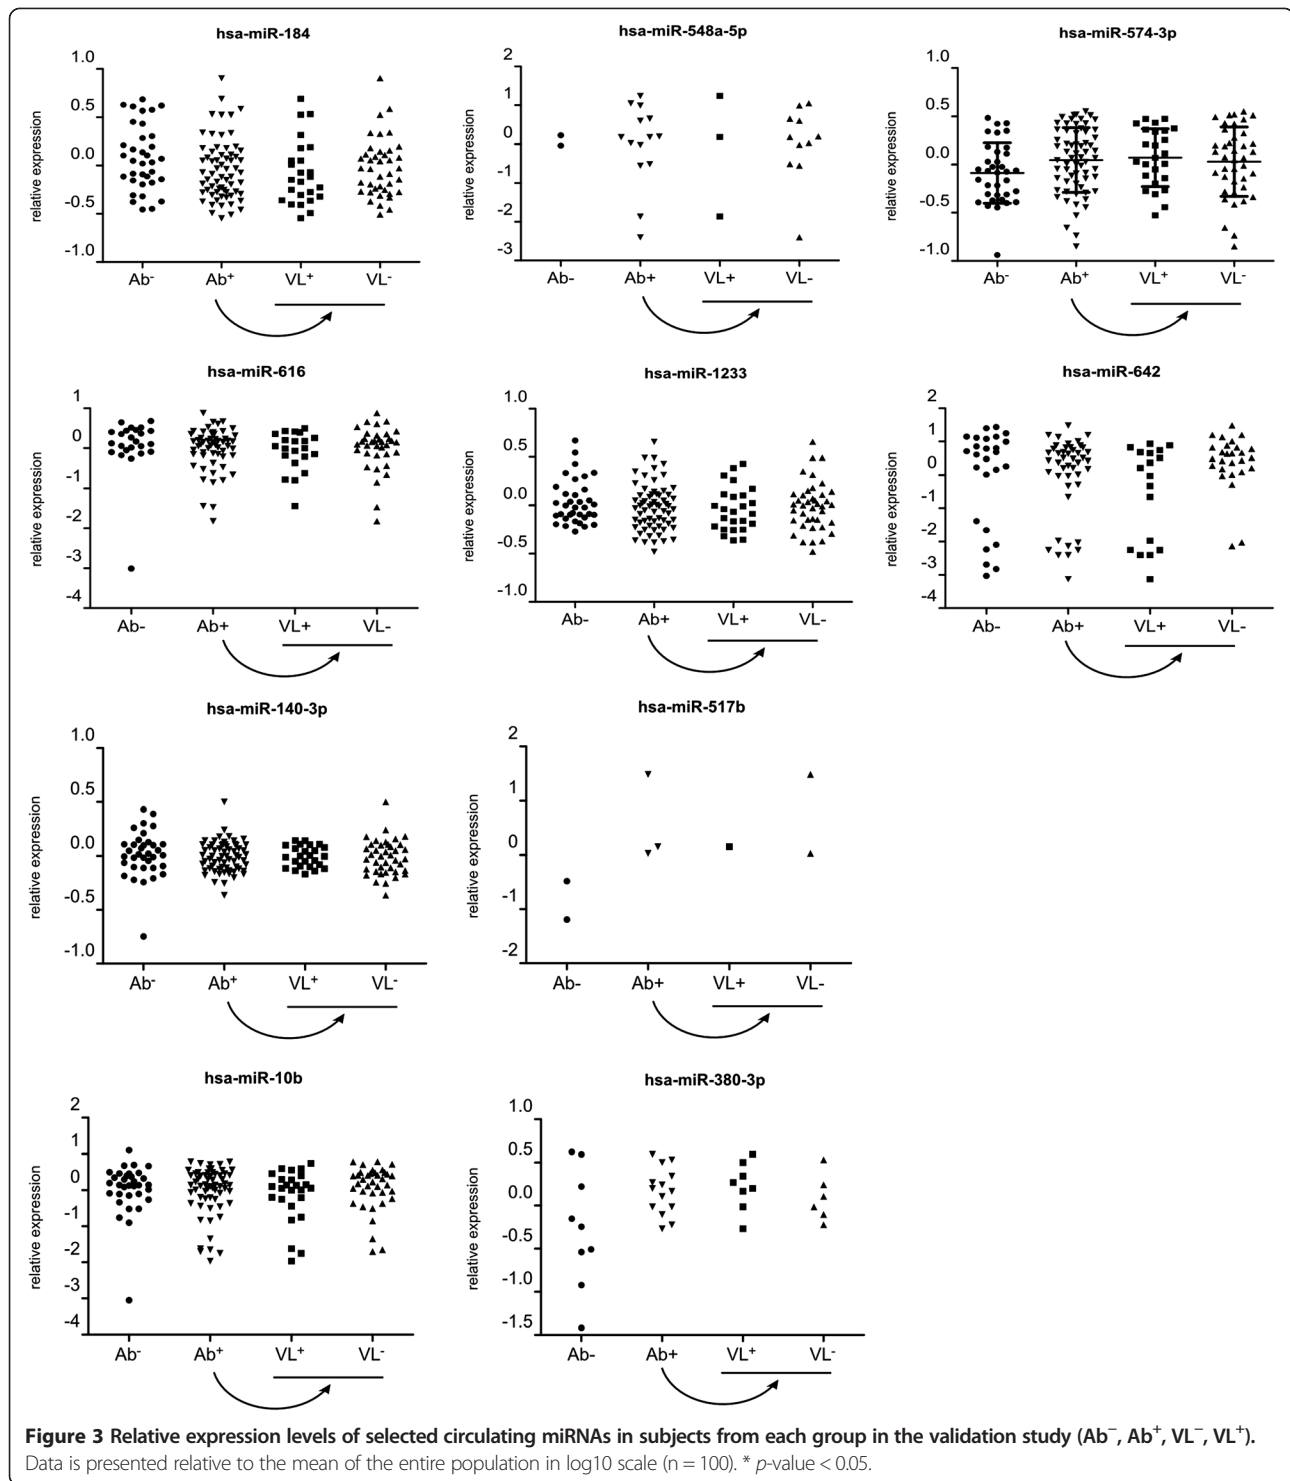 hsa-miR-184
1.0
0.5
0.0
-0.5
-1.0
relative expression
Ab⁻ Ab⁺ VL⁺ VL⁻
hsa-miR-548a-5p
2
1
0
-1
-2
-3
relative expression
Ab- Ab+ VL+ VL-
hsa-miR-574-3p
1.0
0.5
0.0
-0.5
-1.0
relative expression
Ab⁻ Ab⁺ VL⁺ VL⁻
hsa-miR-616
1
0
-1
-2
-3
-4
relative expression
Ab- Ab+ VL+ VL-
hsa-miR-1233
1.0
0.5
0.0
-0.5
-1.0
relative expression
Ab- Ab+ VL+ VL-
hsa-miR-642
2
1
0
-1
-2
-3
-4
relative expression
Ab- Ab+ VL+ VL-
hsa-miR-140-3p
1.0
0.5
0.0
-0.5
-1.0
relative expression
Ab⁻ Ab⁺ VL⁺ VL⁻
hsa-miR-517b
2
1
0
-1
-2
relative expression
Ab- Ab+ VL+ VL-
hsa-miR-10b
2
1
0
-1
-2
-3
-4
relative expression
Ab⁻ Ab⁺ VL⁺ VL⁻
hsa-miR-380-3p
1.0
0.5
0.0
-0.5
-1.0
-1.5
relative expression
Ab- Ab+ VL⁺ VL⁻
Figure 3 Relative expression levels of selected circulating miRNAs in subjects from each group in the validation study (Ab⁻, Ab⁺, VL⁻, VL⁺).
Data is presented relative to the mean of the entire population in log10 scale (n = 100). * p-value < 0.05.